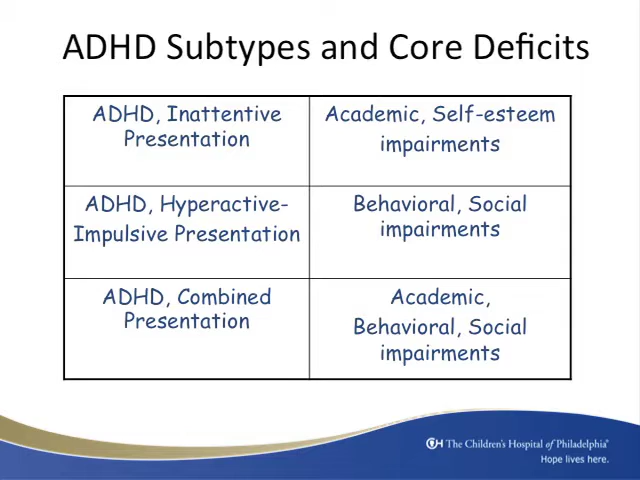 ADHD Subtypes and Core Deficits
ADHD, Inattentive
Presentation
Academic, Self-esteem
impairments
ADHD, Hyperactive-
Impulsive Presentation
Behavioral, Social
impairments
ADHD, Combined
Presentation
Academic,
Behavioral, Social
impairments
CH The Children's Hospital of Philadelphia®
Hope lives here.